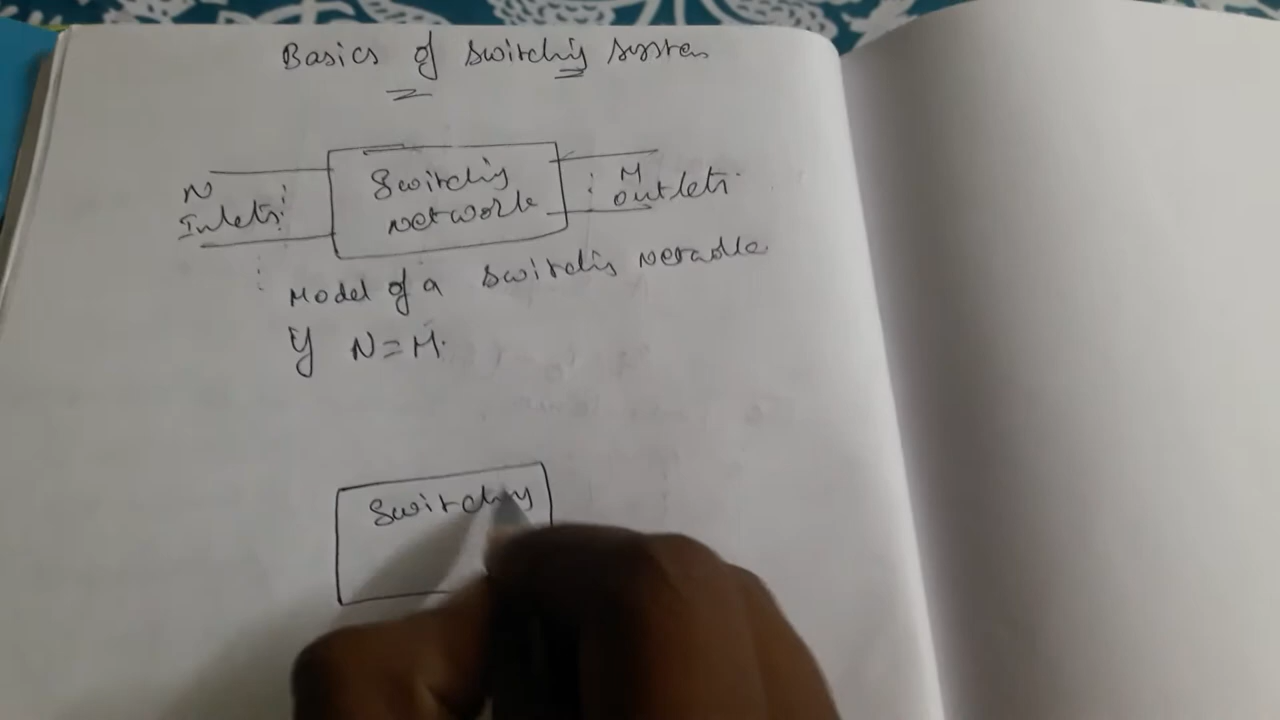 Basics of Switching System
N
Inlets
Switching
network
M
outlets
Model of a switching network
If N=M.
Switching